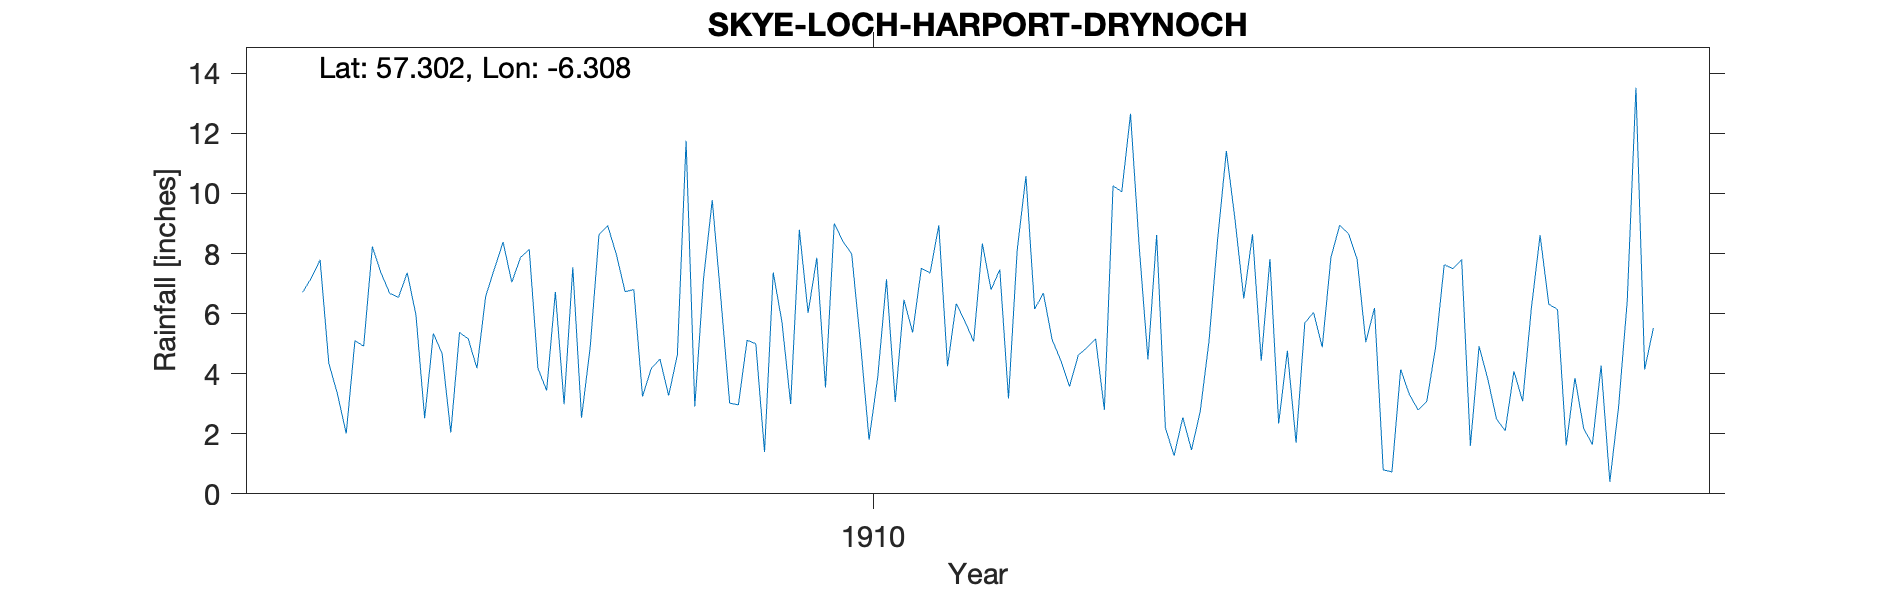 SKYE-LOCH-HARPORT-DRYNOCH
Lat: 57.302, Lon: -6.308
14
12
10
8
6
4
2
0
Rainfall [inches]
1910
Year